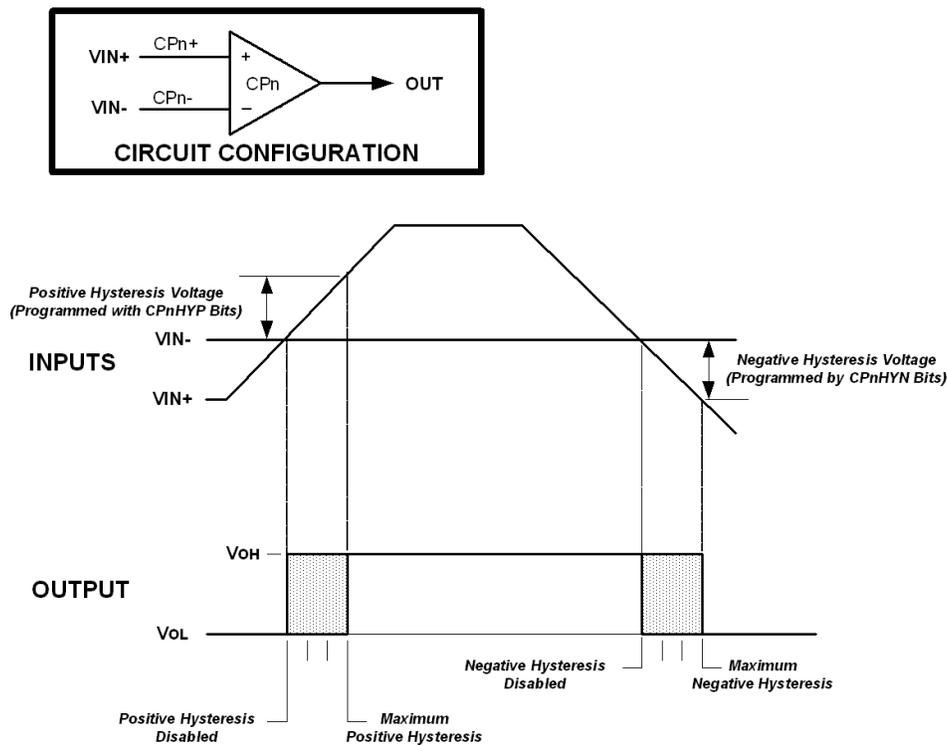 VIN+
CPn+
+
CPn
OUT
VIN-
CPn-
−
CIRCUIT CONFIGURATION
Positive Hysteresis Voltage
(Programmed with CPnHYP Bits)
VIN-
INPUTS
VIN+
Negative Hysteresis Voltage
(Programmed by CPnHYN Bits)
VOH
OUTPUT
VOL
Negative Hysteresis
Disabled
Maximum
Negative Hysteresis
Positive Hysteresis
Disabled
Maximum
Positive Hysteresis